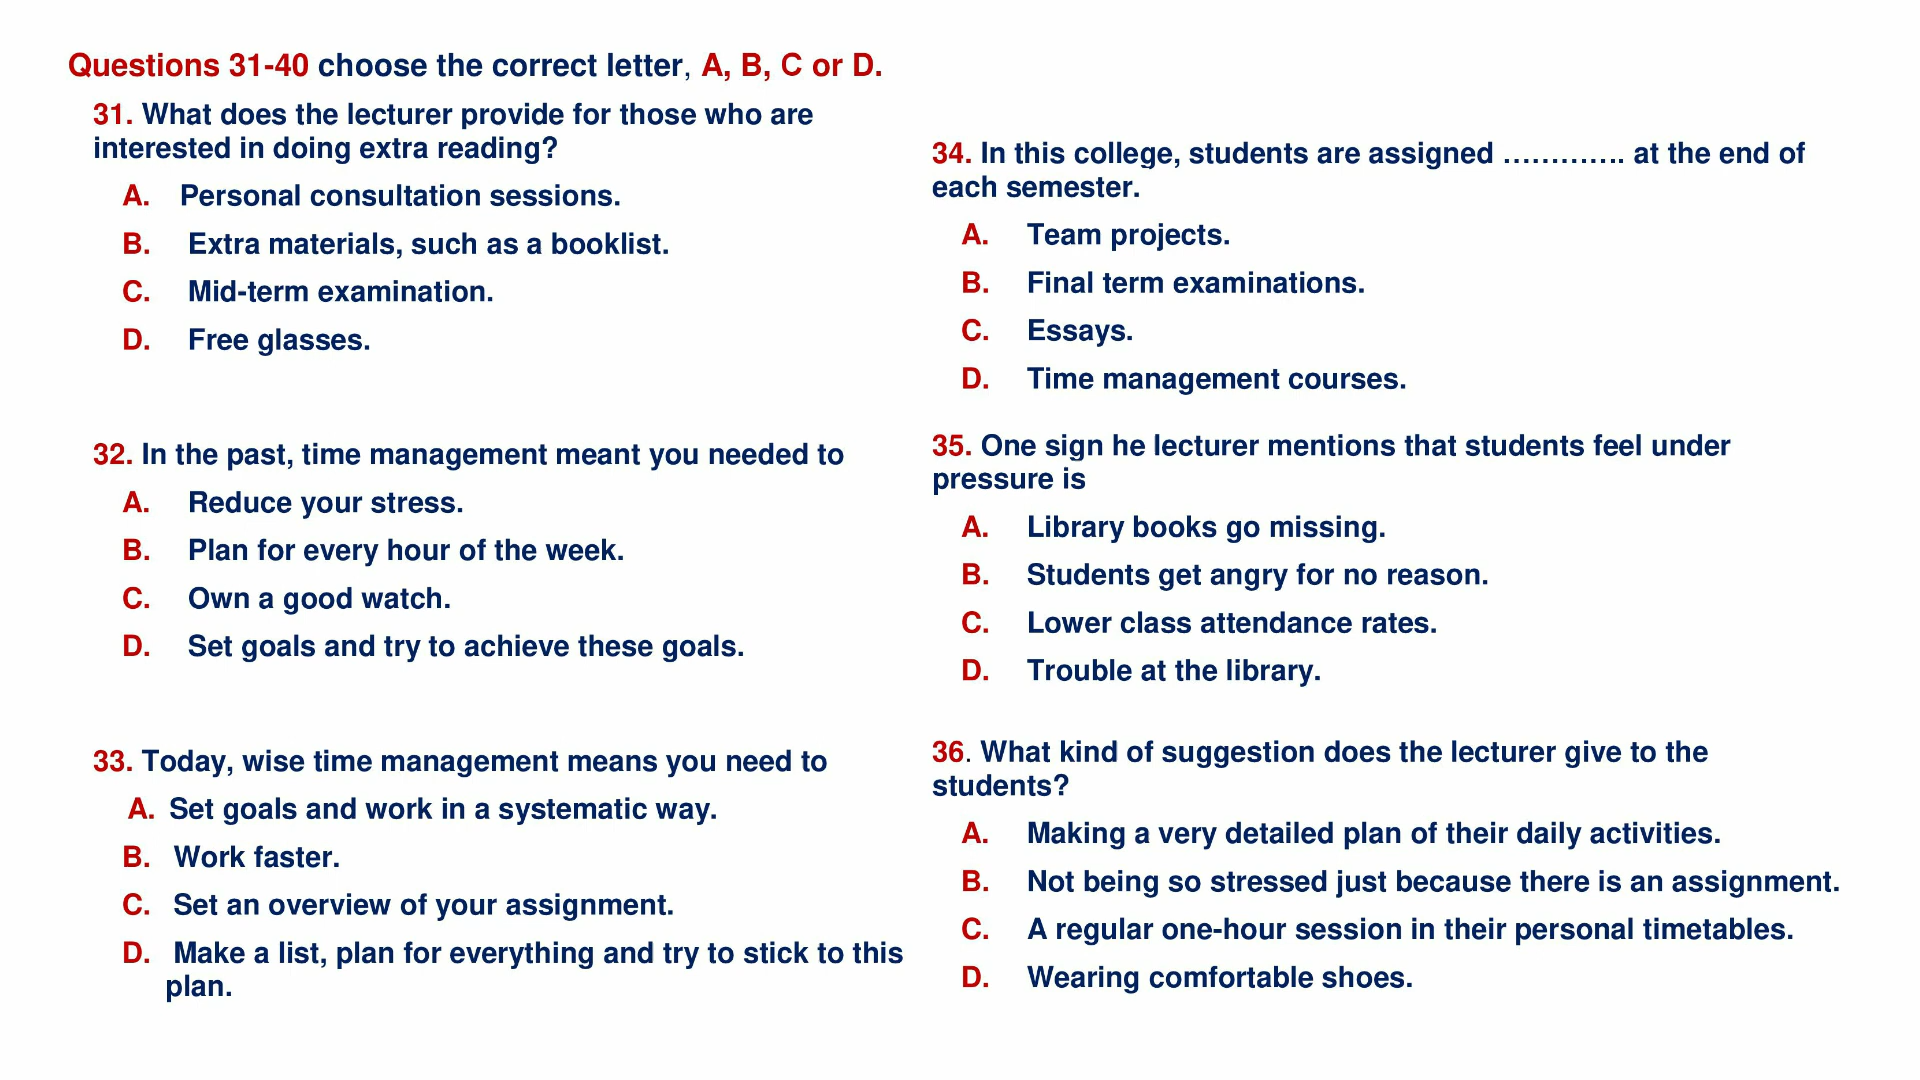 Questions 31-40 choose the correct letter, A, B, C or D.
31. What does the lecturer provide for those who are
interested in doing extra reading?
A. Personal consultation sessions.
B. Extra materials, such as a booklist.
C. Mid-term examination.
D. Free glasses.
32. In the past, time management meant you needed to
A. Reduce your stress.
B. Plan for every hour of the week.
C. Own a good watch.
D. Set goals and try to achieve these goals.
33. Today, wise time management means you need to
A. Set goals and work in a systematic way.
B. Work faster.
C. Set an overview of your assignment.
D. Make a list, plan for everything and try to stick to this
plan.
34. In this college, students are assigned ............. at the end of
each semester.
A. Team projects.
B. Final term examinations.
C. Essays.
D. Time management courses.
35. One sign he lecturer mentions that students feel under
pressure is
A. Library books go missing.
B. Students get angry for no reason.
C. Lower class attendance rates.
D. Trouble at the library.
36. What kind of suggestion does the lecturer give to the
students?
A. Making a very detailed plan of their daily activities.
B. Not being so stressed just because there is an assignment.
C. A regular one-hour session in their personal timetables.
D. Wearing comfortable shoes.